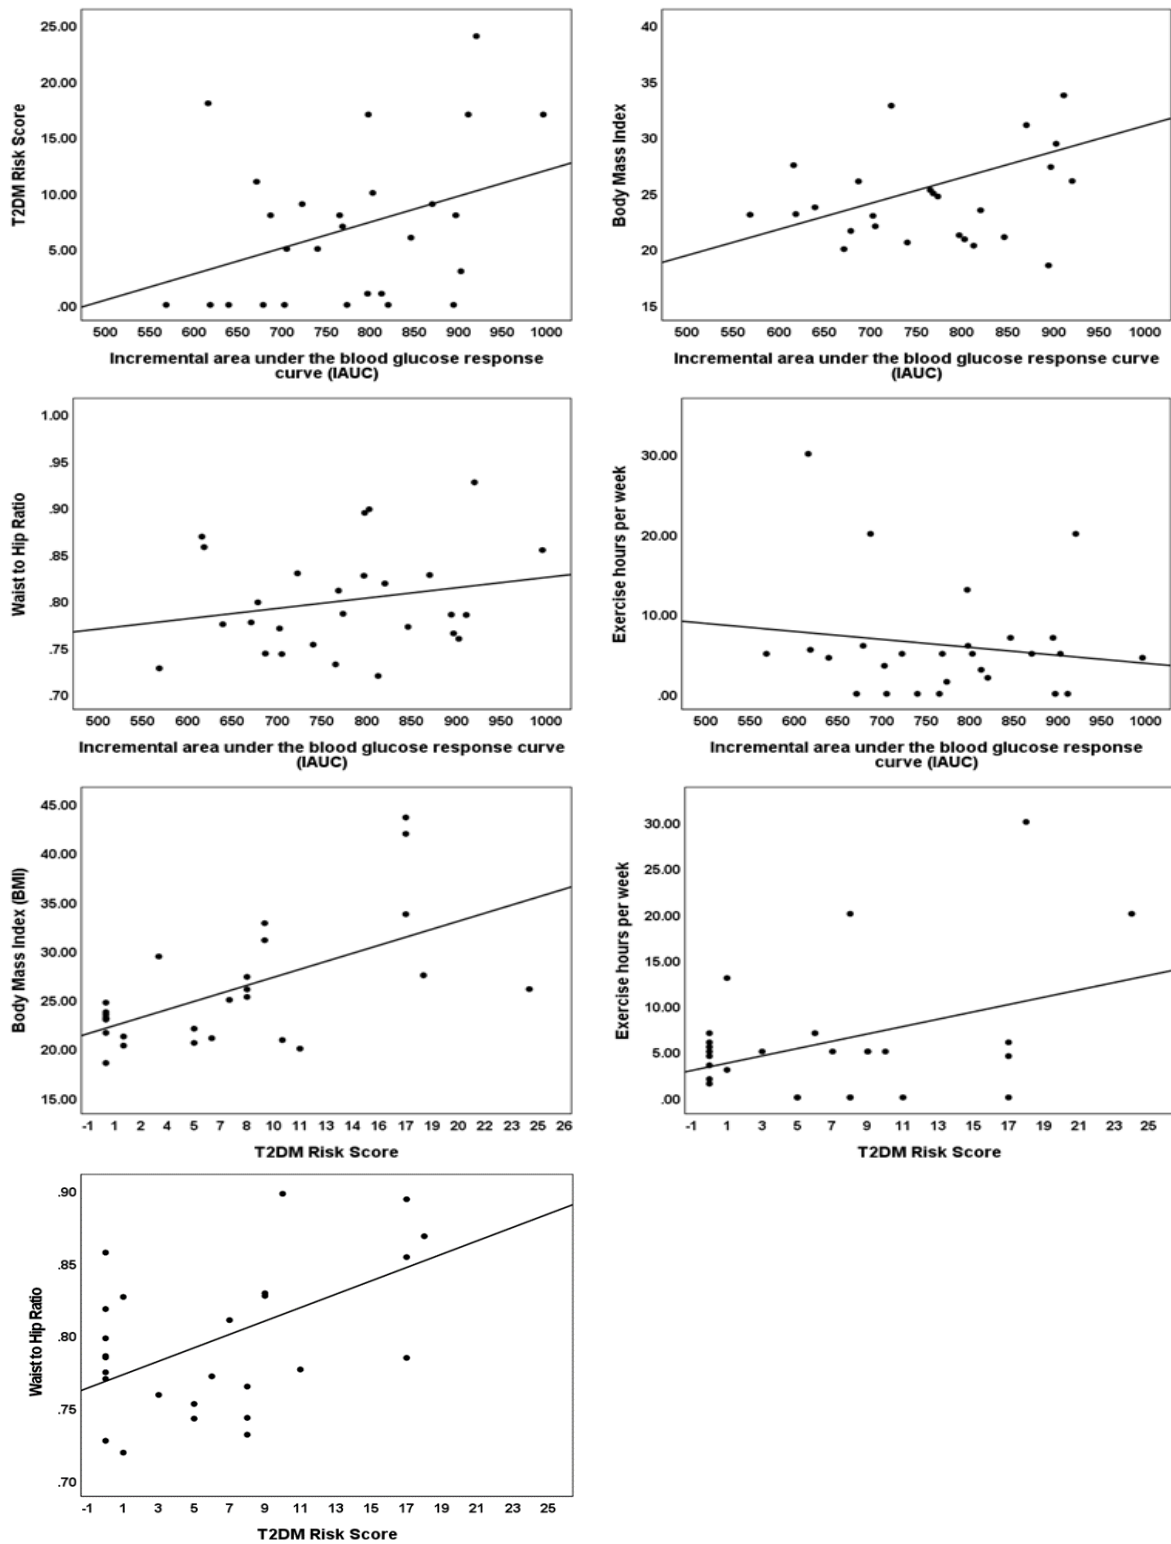 25.00
20.00
15.00
10.00
5.00
.00
T2DM Risk Score
500 550 600 650 700 750 800 850 900 950 1000
Incremental area under the blood glucose response
curve (IAUC)
40
35
30
25
20
15
Body Mass Index
500 550 600 650 700 750 800 850 900 950 1000
Incremental area under the blood glucose response curve
(IAUC)
1.00
.95
.90
.85
.80
.75
.70
Waist to Hip Ratio
500 550 600 650 700 750 800 850 900 950 1000
Incremental area under the blood glucose response curve
(IAUC)
30.00
20.00
10.00
.00
Exercise hours per week
500 550 600 650 700 750 800 850 900 950 1000
Incremental area under the blood glucose response
curve (IAUC)
45.00
40.00
35.00
30.00
25.00
20.00
15.00
Body Mass Index (BMI)
-1 1 2 4 5 7 8 10 11 13 14 16 17 19 20 22 23 25 26
T2DM Risk Score
30.00
25.00
20.00
15.00
10.00
5.00
.00
Exercise hours per week
-1 1 3 5 7 9 11 13 15 17 19 21 23 25
T2DM Risk Score
.90
.85
.80
.75
.70
Waist to Hip Ratio
-1 1 3 5 7 9 11 13 15 17 19 21 23 25
T2DM Risk Score